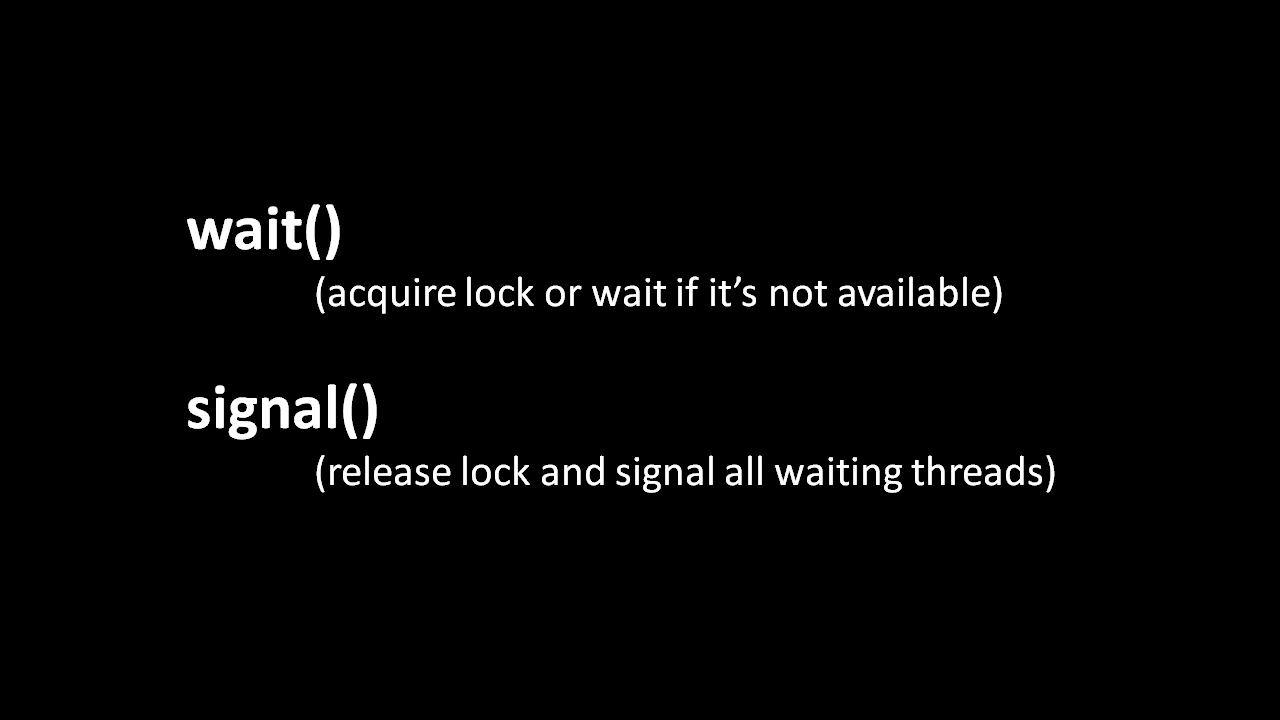 wait()
(acquire lock or wait if it’s not available)
signal()
(release lock and signal all waiting threads)